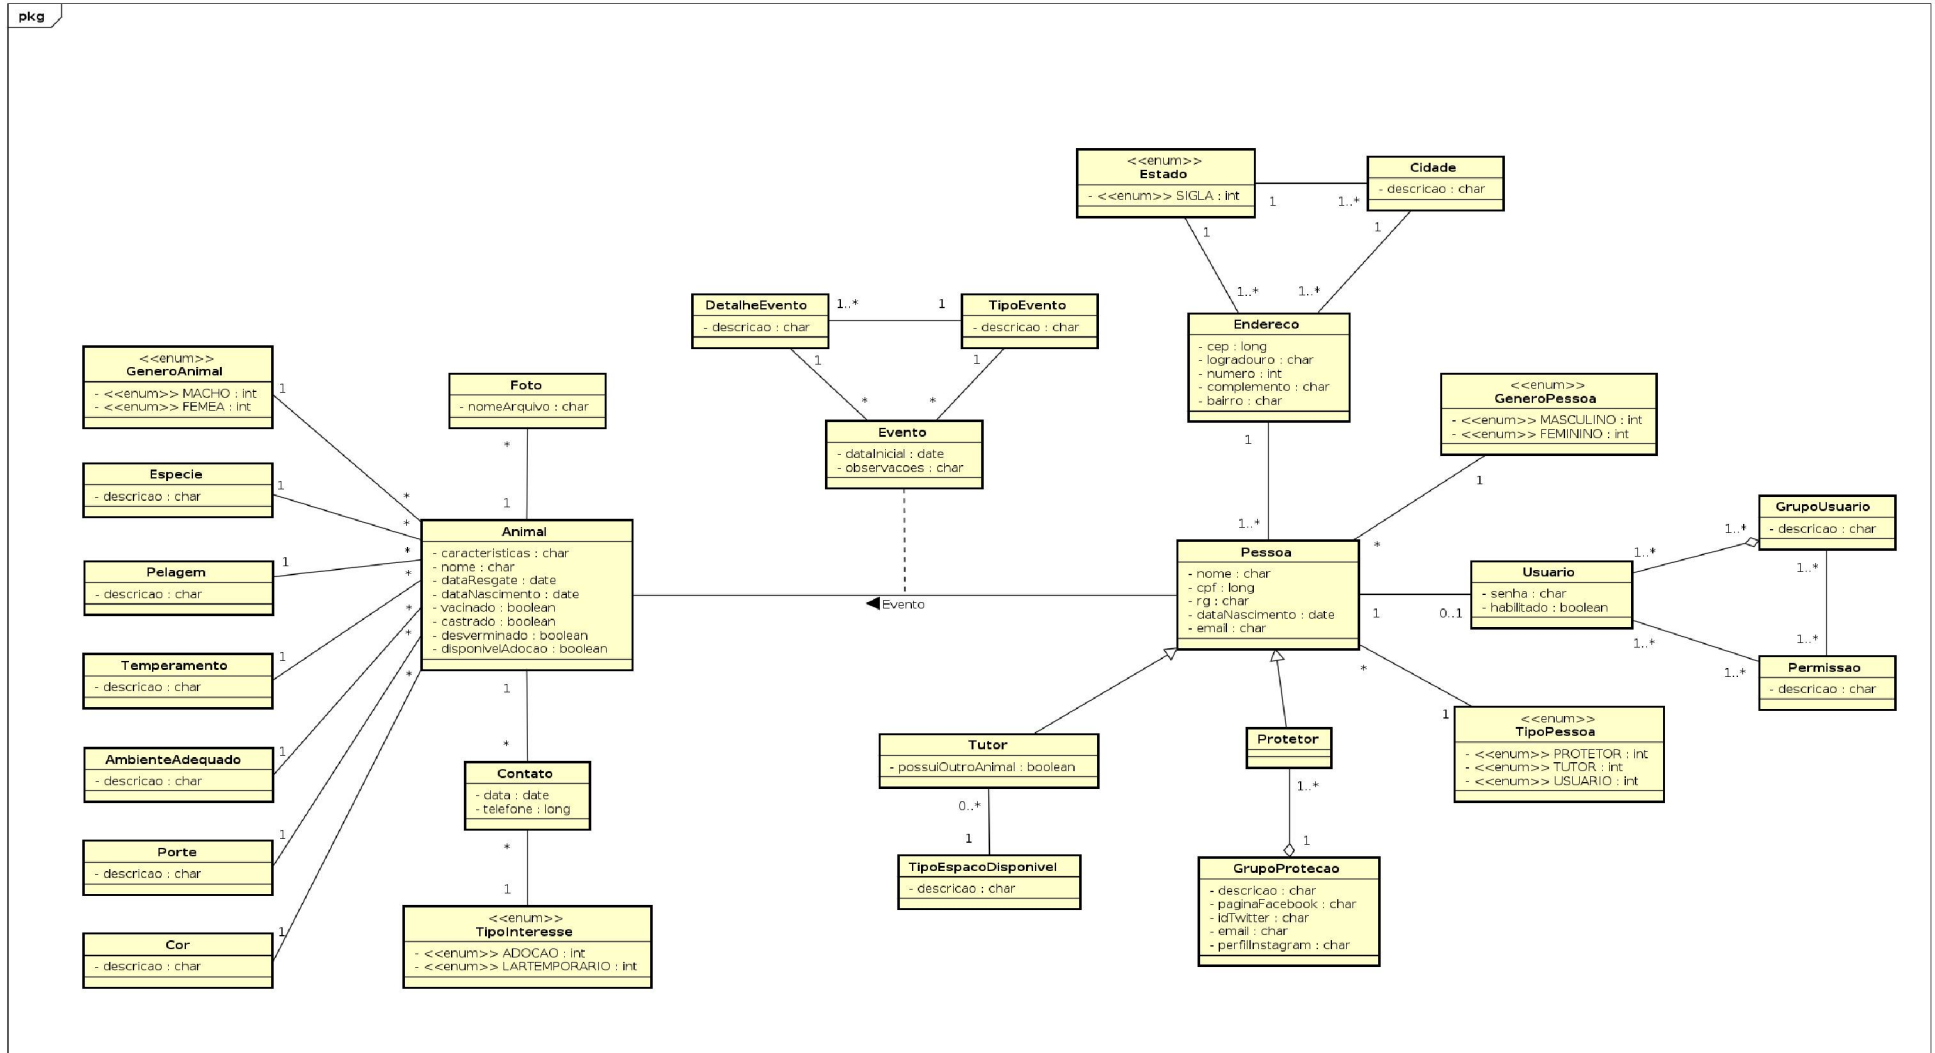 pkg
<<enum>>
Estado
- <<enum>> SIGLA : int
Cidade
- descricao : char
1
1..*
1
1
1..*
1..*
DetalheEvento
- descricao : char
1..*
1
TipoEvento
- descricao : char
Endereco
- cep : long
- logradouro : char
- numero : int
- complemento : char
- bairro : char
1
1
*
*
<<enum>>
GeneroAnimal
- <<enum>> MACHO : int
- <<enum>> FEMEA : int
1
Foto
- nomeArquivo : char
*
1
Evento
- dataInicial : date
- observacoes : char
<<enum>>
GeneroPessoa
- <<enum>> MASCULINO : int
- <<enum>> FEMININO : int
1
*
1
1..*
Especie
- descricao : char
1
*
*
Animal
- caracteristicas : char
- nome : char
- dataResgate : date
- dataNascimento : date
- vacinado : boolean
- castrado : boolean
- desverminado : boolean
- disponivelAdocao : boolean
Evento
Pessoa
- nome : char
- cpf : long
- rg : char
- dataNascimento : date
- email : char
1
0..1
Usuario
- senha : char
- habilitado : boolean
1..*
1..*
GrupoUsuario
- descricao : char
1..*
1..*
1..*
1..*
Permissao
- descricao : char
Pelagem
- descricao : char
1
*
Temperamento
- descricao : char
1
*
AmbienteAdequado
- descricao : char
1
*
Porte
- descricao : char
1
*
Cor
- descricao : char
1
*
1
*
Contato
- data : date
- telefone : long
*
1
<<enum>>
TipoInteresse
- <<enum>> ADOCAO : int
- <<enum>> LARTEMPORARIO : int
Tutor
- possuiOutroAnimal : boolean
0..*
1
TipoEspacoDisponivel
- descricao : char
Protetor
1..*
1
GrupoProtecao
- descricao : char
- paginaFacebook : char
- idTwitter : char
- email : char
- perfilInstagram : char
*
1
<<enum>>
TipoPessoa
- <<enum>> PROTETOR : int
- <<enum>> TUTOR : int
- <<enum>> USUARIO : int